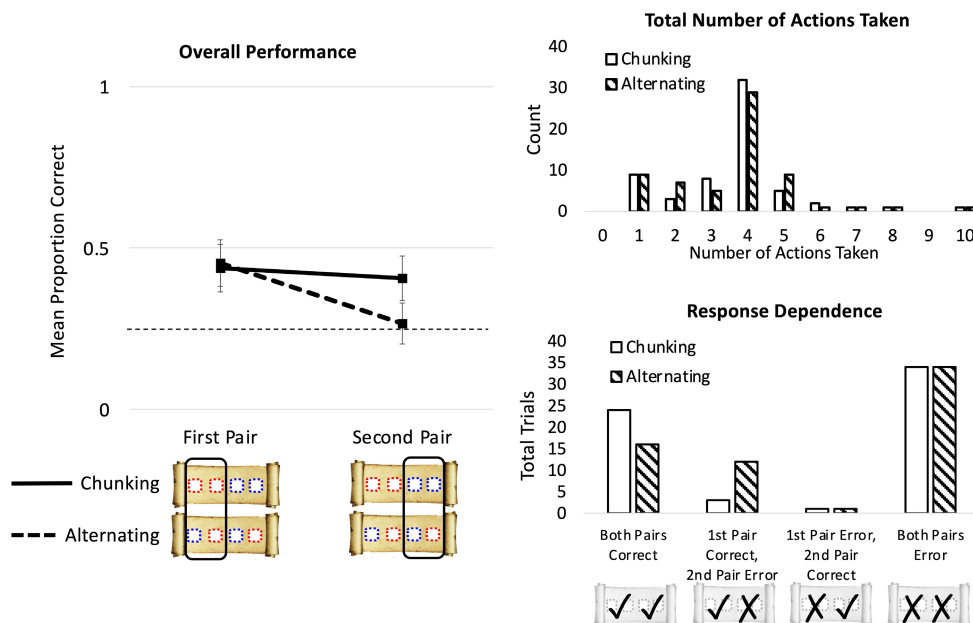 Overall Performance
Mean Proportion Correct
1
0.5
0
First Pair
Second Pair
Chunking
Alternating
Total Number of Actions Taken
Count
40
30
20
10
0
Chunking
Alternating
0 1 2 3 4 5 6 7 8 9 10
Number of Actions Taken
Response Dependence
Total Trials
40
35
30
25
20
15
10
5
0
Chunking
Alternating
Both Pairs
Correct
1st Pair
Correct,
2nd Pair Error
1st Pair Error,
2nd Pair
Correct
Both Pairs
Error